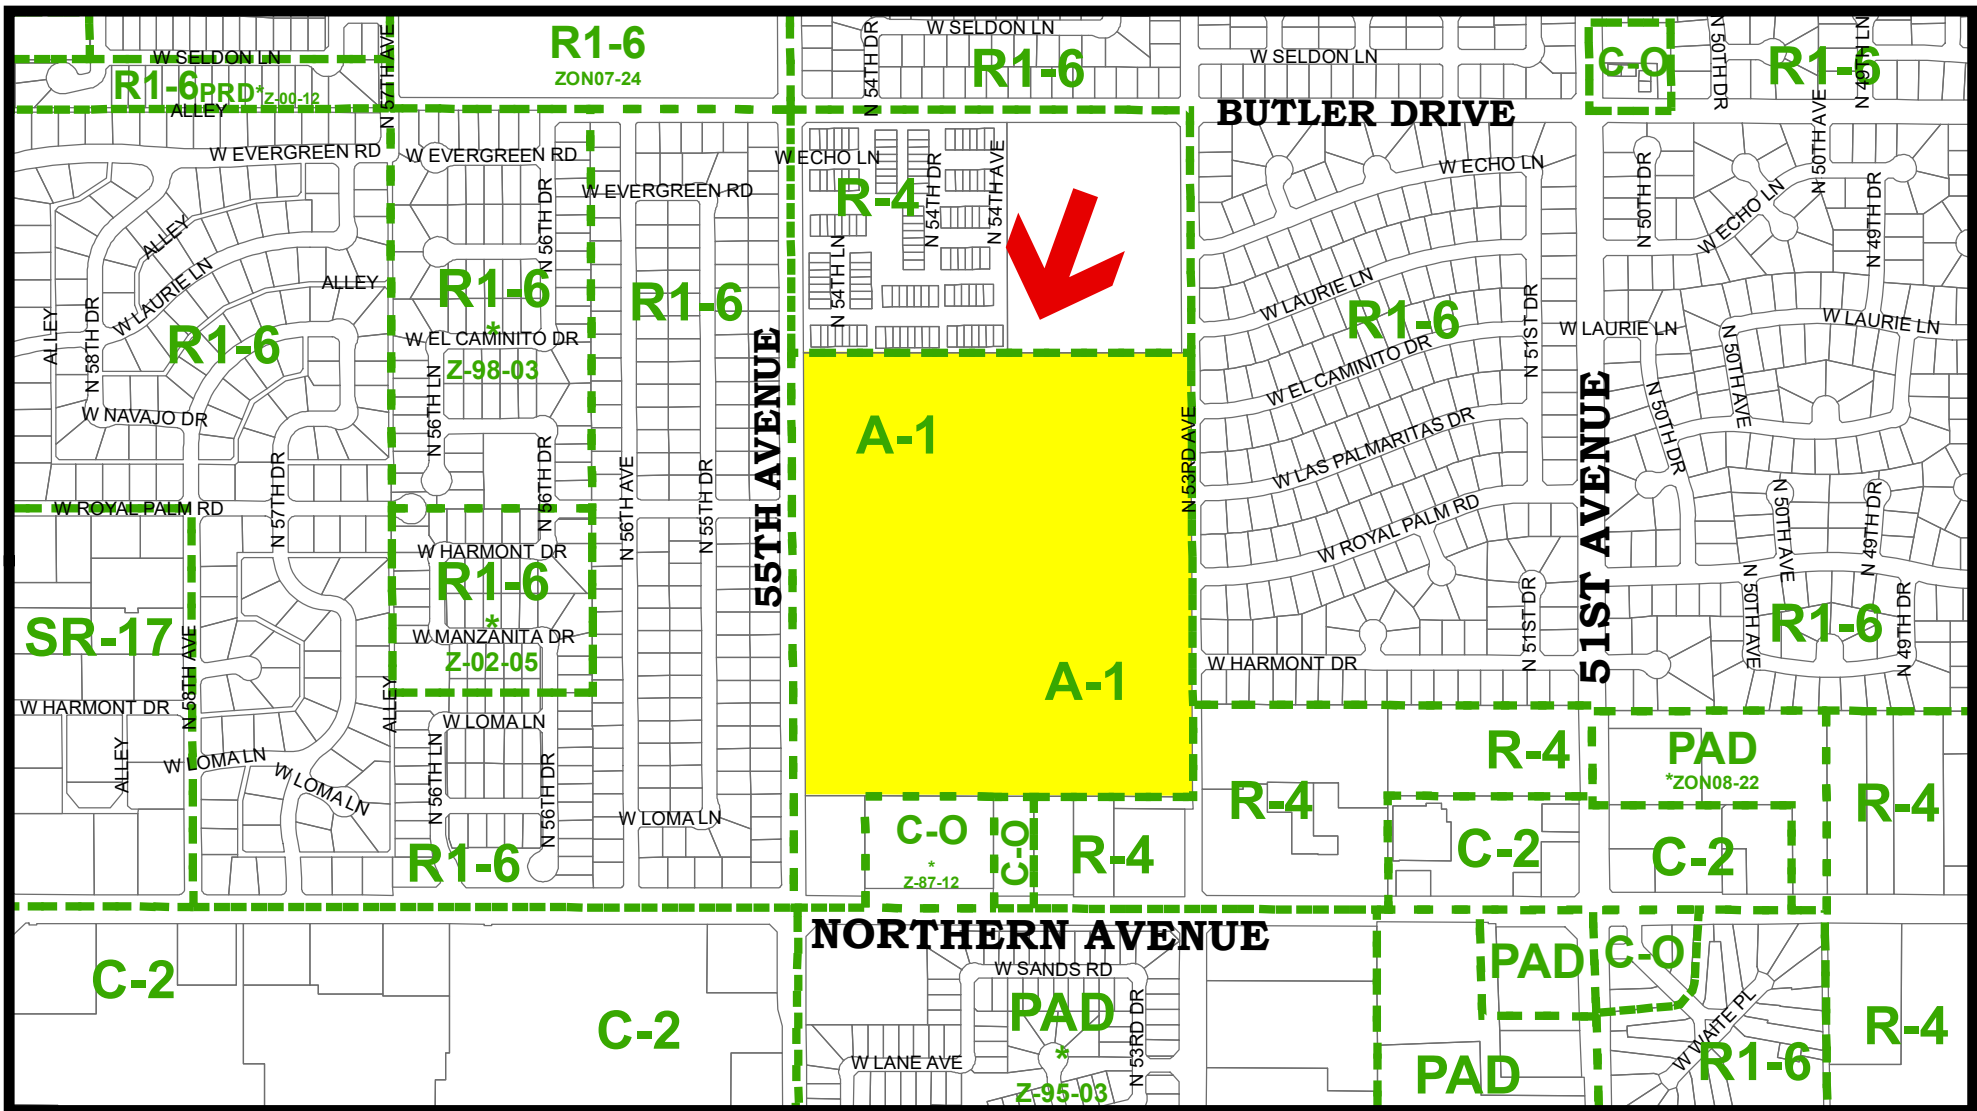 W SELDON LN
R1-6PRD*Z-00-12
ALLEY
N 57TH AVE
R1-6
ZON07-24
N 54TH DR
W SELDON LN
R1-6
W SELDON LN
C-O
N 50TH DR
R1-6
N 49TH LN
BUTLER DRIVE
N 50TH AVE
W EVERGREEN RD
W EVERGREEN RD
W EVERGREEN RD
N 56TH DR
W ECHO LN
R-4
N 54TH DR
N 54TH AVE
N 54TH LN
W ECHO LN
N 50TH DR
W ECHO LN
N 49TH DR
ALLEY
W LAURIE LN
ALLEY
ALLEY
N 58TH DR
R1-6
R1-6
*
W EL CAMINITO DR
Z-98-03
N 56TH LN
R1-6
55TH AVENUE
W LAURIE LN
R1-6
W EL CAMINITO DR
N 51ST DR
W LAURIE LN
W LAURIE LN
N 50TH AVE
N 50TH DR
51ST AVENUE
W NAVAJO DR
N 57TH DR
N 56TH DR
N 56TH AVE
N 55TH DR
A-1
A-1
N 53RD AVE
W LAS PALMARITAS DR
W ROYAL PALM RD
N 50TH AVE
N 49TH DR
W ROYAL PALM RD
W HARMONT DR
R1-6
*
W MANZANITA DR
Z-02-05
SR-17
N 58TH AVE
W HARMONT DR
ALLEY
ALLEY
W HARMONT DR
N 51ST DR
N 50TH AVE
R1-6
N 49TH DR
W LOMA LN
W LOMA LN
W LOMA LN
N 56TH LN
N 56TH DR
W LOMA LN
R1-6
C-O
*
Z-87-12
C-O
R-4
R-4
R-4
C-2
PAD
*ZON08-22
C-2
R-4
NORTHERN AVENUE
C-2
C-2
W SANDS RD
PAD
*
Z-95-03
N 53RD DR
W LANE AVE
PAD
PAD
C-O
W WAITE PL
R1-6
R-4